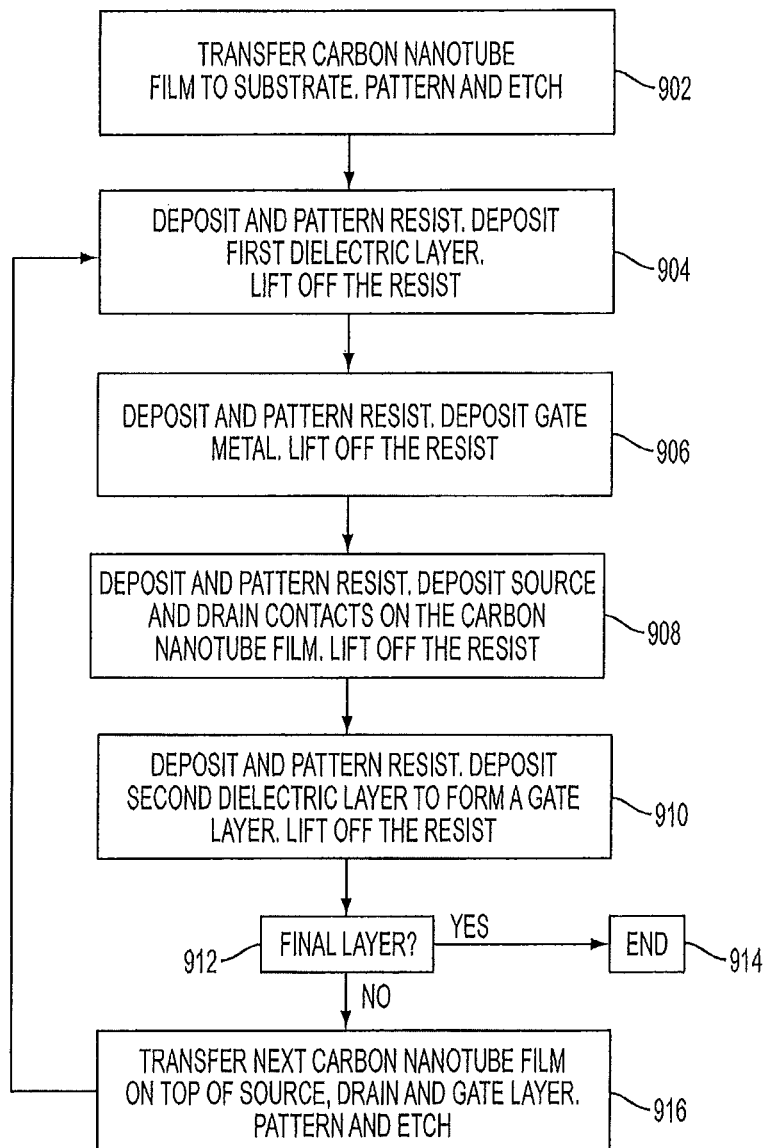 TRANSFER CARBON NANOTUBE
FILM TO SUBSTRATE. PATTERN AND ETCH
902
DEPOSIT AND PATTERN RESIST. DEPOSIT
FIRST DIELECTRIC LAYER.
LIFT OFF THE RESIST
904
DEPOSIT AND PATTERN RESIST. DEPOSIT GATE
METAL. LIFT OFF THE RESIST
906
DEPOSIT AND PATTERN RESIST. DEPOSIT SOURCE
AND DRAIN CONTACTS ON THE CARBON
NANOTUBE FILM. LIFT OFF THE RESIST
908
DEPOSIT AND PATTERN RESIST. DEPOSIT
SECOND DIELECTRIC LAYER TO FORM A GATE
LAYER. LIFT OFF THE RESIST
910
912
FINAL LAYER?
YES
END
914
NO
TRANSFER NEXT CARBON NANOTUBE FILM
ON TOP OF SOURCE, DRAIN AND GATE LAYER.
PATTERN AND ETCH
916